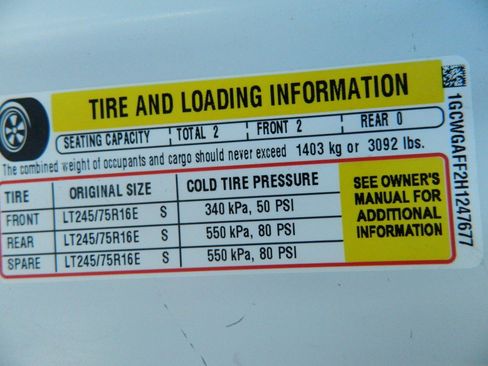 TIRE AND LOADING INFORMATION
SEATING CAPACITY TOTAL 2 FRONT 2 REAR 0
The combined weight of occupants and cargo should never exceed 1403 kg or 3092 lbs.
TIRE ORIGINAL SIZE COLD TIRE PRESSURE
FRONT LT245/75R16E S 340 kPa, 50 PSI
REAR LT245/75R16E S 550 kPa, 80 PSI
SPARE LT245/75R16E S 550 kPa, 80 PSI
SEE OWNER'S
MANUAL FOR
ADDITIONAL
INFORMATION
1GCWGAFF2H1247677